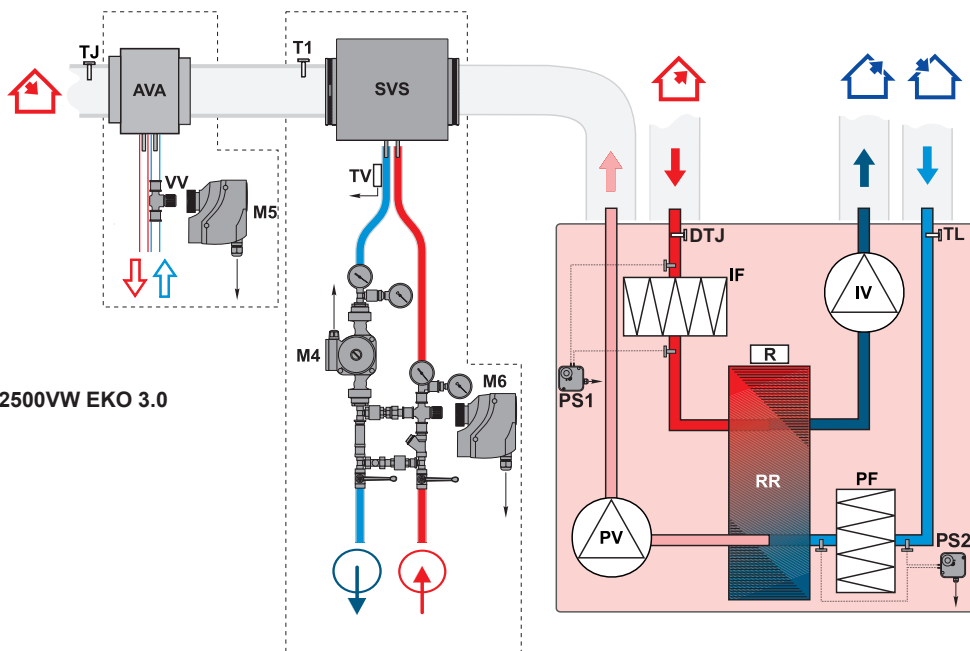 TJ
T1
AVA
SVS
TV
VV
M5
DTJ
TL
IF
IV
M4
R
PS1
M6
2500VW EKO 3.0
RR
PF
PV
PS2